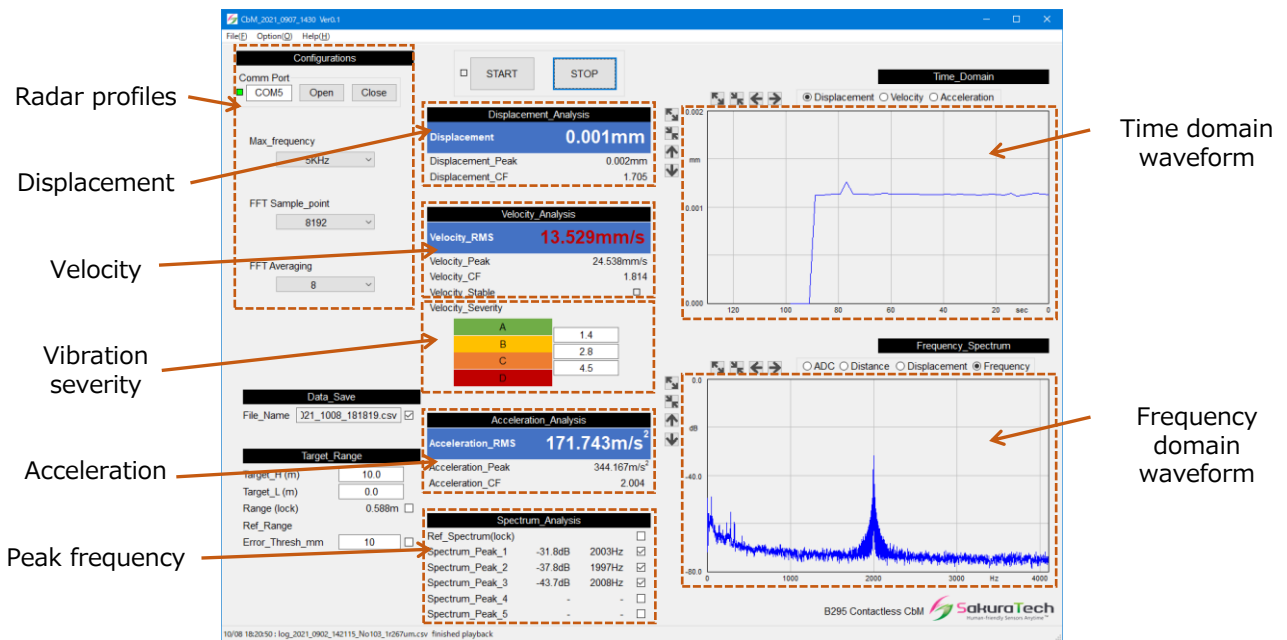 CbM_2021_0907_1430 Ver0.1
File(F) Option(O) Help(H)
Configurations
Comm Port
COM5 Open Close
Max_frequency
5KHz
FFT Sample_point
8192
FFT Averaging
8
Data_Save
File_Name 021_1008_181819.csv
Target_Range
Target_H (m) 10.0
Target_L (m) 0.0
Range (lock) 0.588m
Ref_Range
Error_Thresh_mm 10
START STOP
Displacement_Analysis
Displacement 0.001mm
Displacement_Peak 0.002mm
Displacement_CF 1.705
Velocity_Analysis
Velocity_RMS 13.529mm/s
Velocity_Peak 24.538mm/s
Velocity_CF 1.814
Velocity_Stable
Velocity_Severity
A
1.4
B
2.8
C
4.5
D
Acceleration_Analysis
Acceleration_RMS 171.743m/s²
Acceleration_Peak 344.167m/s²
Acceleration_CF 2.004
Spectrum_Analysis
Ref_Spectrum(lock)
Spectrum_Peak_1 -31.8dB 2003Hz
Spectrum_Peak_2 -37.8dB 1997Hz
Spectrum_Peak_3 -43.7dB 2008Hz
Spectrum_Peak_4 - -
Spectrum_Peak_5 - -
Time_Domain
Displacement Velocity Acceleration
0.002
mm
0.001
0.000
120 100 80 60 40 20 sec 0
Frequency_Spectrum
ADC Distance Displacement Frequency
0.0
dB
-40.0
-80.0
0 1000 2000 3000 Hz 4000
B295 Contactless CbM SakuraTech
Human-friendly Sensors Anytime™
10/08 18:20:50 : log_2021_0902_142115_No103_1r267um.csv finished playback
Radar profiles
Displacement
Velocity
Vibration
severity
Acceleration
Peak frequency
Time domain
waveform
Frequency
domain
waveform